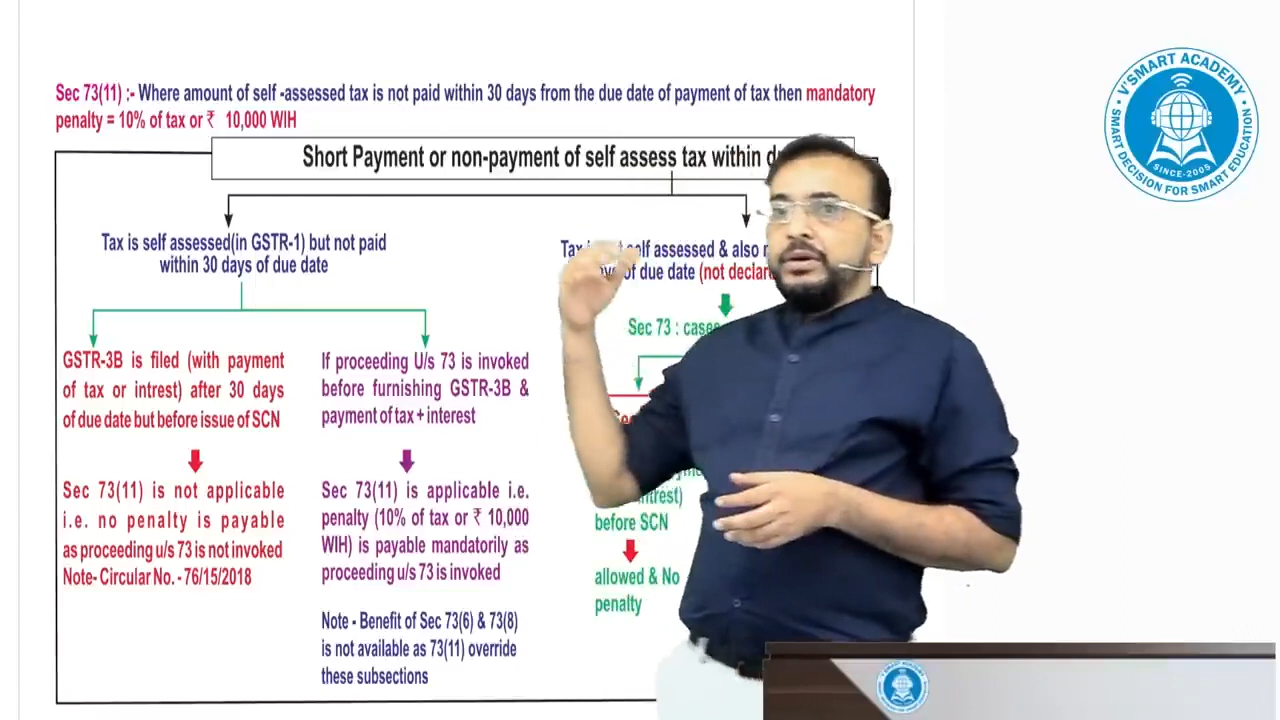 Sec 73(11) :- Where amount of self -assessed tax is not paid within 30 days from the due date of payment of tax then mandatory
penalty = 10% of tax or ₹ 10,000 WIH
Short Payment or non-payment of self assess tax within
Tax is self assessed(in GSTR-1) but not paid
within 30 days of due date
GSTR-3B is filed (with payment
of tax or intrest) after 30 days
of due date but before issue of SCN
Sec 73(11) is not applicable
i.e. no penalty is payable
as proceeding u/s 73 is not invoked
Note- Circular No. - 76/15/2018
If proceeding U/s 73 is invoked
before furnishing GSTR-3B &
payment of tax + interest
Sec 73(11) is applicable i.e.
penalty (10% of tax or ₹ 10,000
WIH) is payable mandatorily as
proceeding u/s 73 is invoked
Note - Benefit of Sec 73(6) & 73(8)
is not available as 73(11) override
these subsections
self assessed & also
of due date (not
Sec 73 :
before SCN
allowed & No
penalty
V'SMART ACADEMY
SMART DECISION FOR SMART EDUCATION
SINCE-2005